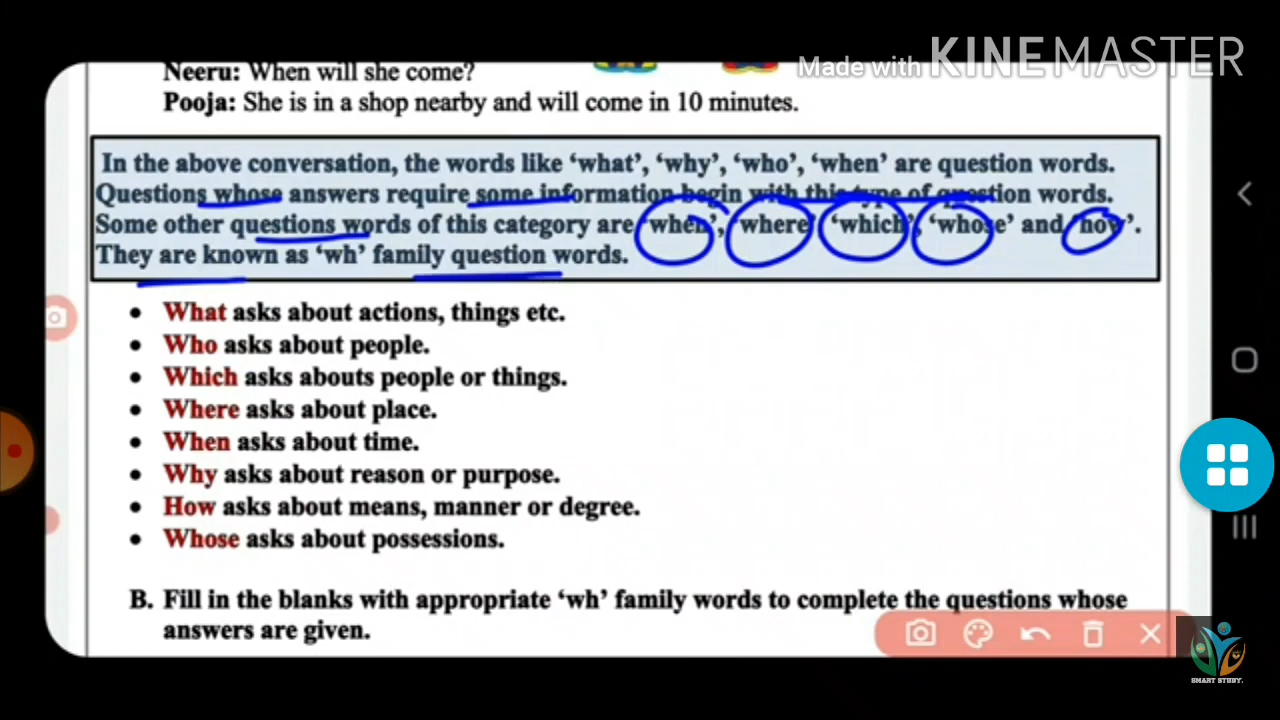 Made with KINEMASTER
Neeru: When will she come?
Pooja: She is in a shop nearby and will come in 10 minutes.
In the above conversation, the words like ‘what’, ‘why’, ‘who’, ‘when’ are question words.
Questions whose answers require some information begin with this type of question words.
Some other questions words of this category are ‘when’, ‘where’, ‘which’, ‘whose’ and ‘how’.
They are known as ‘wh’ family question words.
• What asks about actions, things etc.
• Who asks about people.
• Which asks abouts people or things.
• Where asks about place.
• When asks about time.
• Why asks about reason or purpose.
• How asks about means, manner or degree.
• Whose asks about possessions.
B. Fill in the blanks with appropriate ‘wh’ family words to complete the questions whose
answers are given.
SMART STUDY.